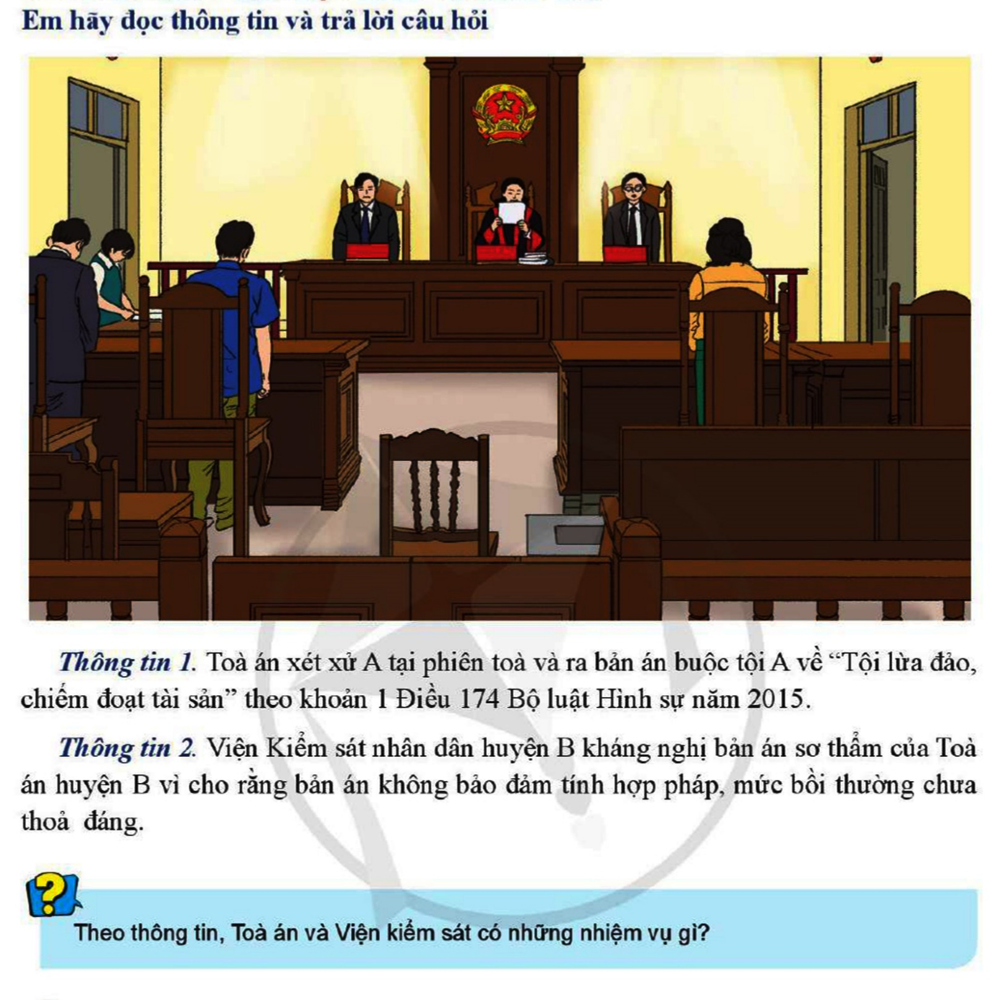 Em hãy đọc thông tin và trả lời câu hỏi
Thông tin 1. Toà án xét xử A tại phiên toà và ra bản án buộc tội A về “Tội lừa đảo,
chiếm đoạt tài sản” theo khoản 1 Điều 174 Bộ luật Hình sự năm 2015.
Thông tin 2. Viện Kiểm sát nhân dân huyện B kháng nghị bản án sơ thẩm của Toà
án huyện B vì cho rằng bản án không bảo đảm tính hợp pháp, mức bồi thường chưa
thoả đáng.
?
Theo thông tin, Toà án và Viện kiểm sát có những nhiệm vụ gì?